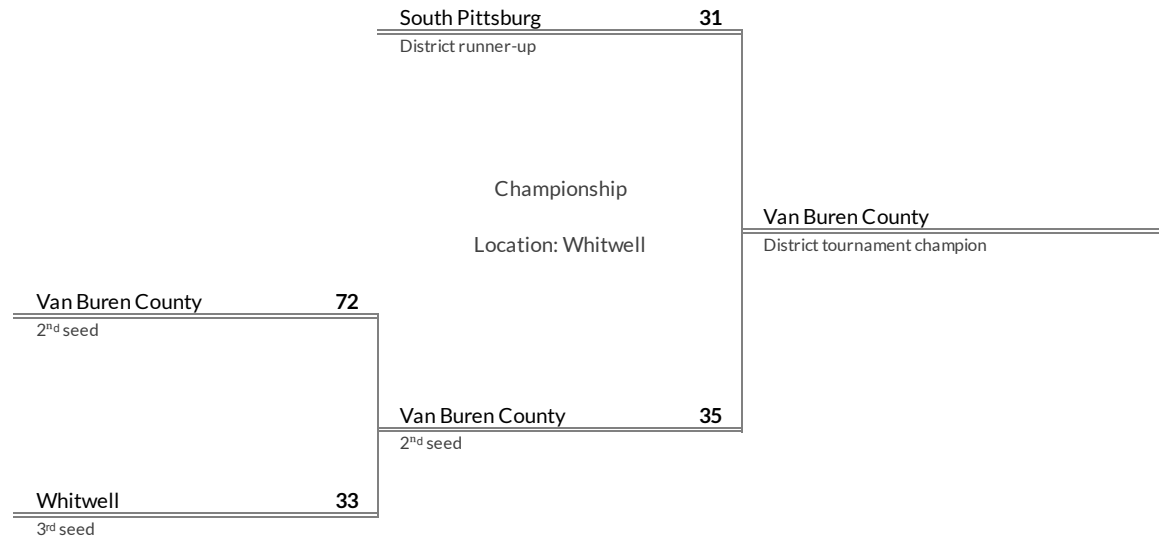 South Pittsburg 31
District runner-up
Championship
Location: Whitwell
Van Buren County
District tournament champion
Van Buren County 72
2nd seed
Van Buren County 35
2nd seed
Whitwell 33
3rd seed